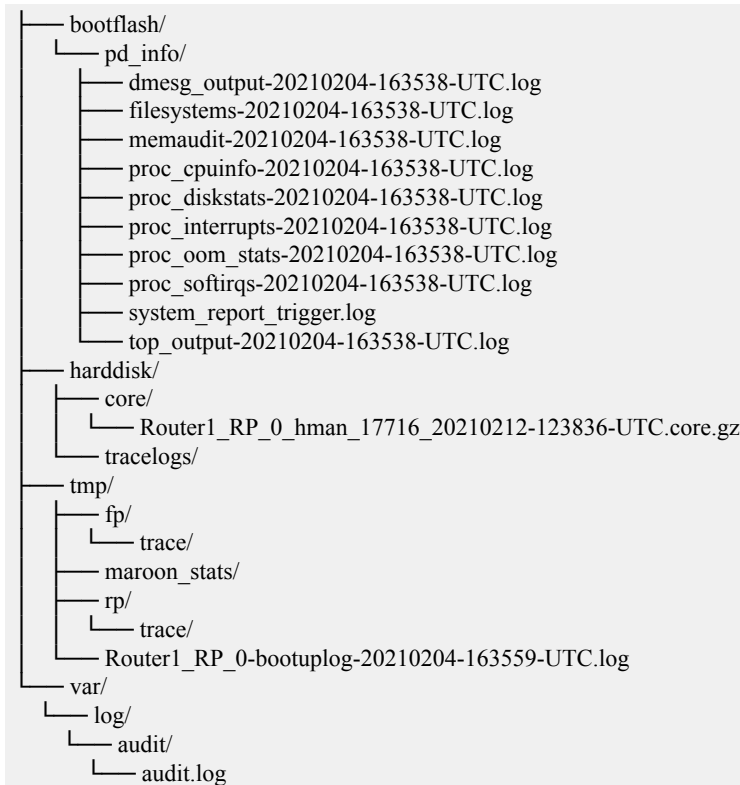 ├── bootflash/
│   └── pd_info/
│       ├── dmesg_output-20210204-163538-UTC.log
│       ├── filesystems-20210204-163538-UTC.log
│       ├── memaudit-20210204-163538-UTC.log
│       ├── proc_cpuinfo-20210204-163538-UTC.log
│       ├── proc_diskstats-20210204-163538-UTC.log
│       ├── proc_interrupts-20210204-163538-UTC.log
│       ├── proc_oom_stats-20210204-163538-UTC.log
│       ├── proc_softirqs-20210204-163538-UTC.log
│       ├── system_report_trigger.log
│       └── top_output-20210204-163538-UTC.log
├── harddisk/
│   ├── core/
│   │   └── Router1_RP_0_hman_17716_20210212-123836-UTC.core.gz
│   └── tracelogs/
├── tmp/
│   ├── fp/
│   │   └── trace/
│   ├── maroon_stats/
│   ├── rp/
│   │   └── trace/
│   └── Router1_RP_0-bootuplog-20210204-163559-UTC.log
└── var/
    └── log/
        └── audit/
            └── audit.log